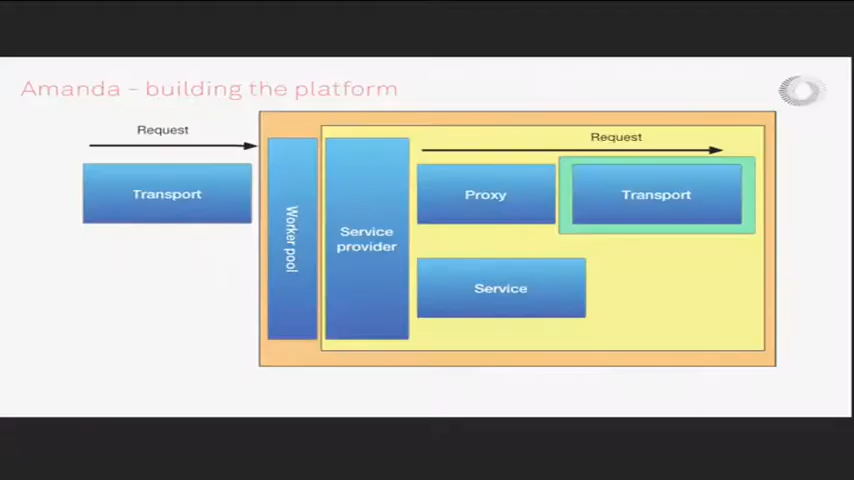 Amanda - building the platform
Request
Request
Transport
Worker pool
Service
provider
Proxy
Transport
Service